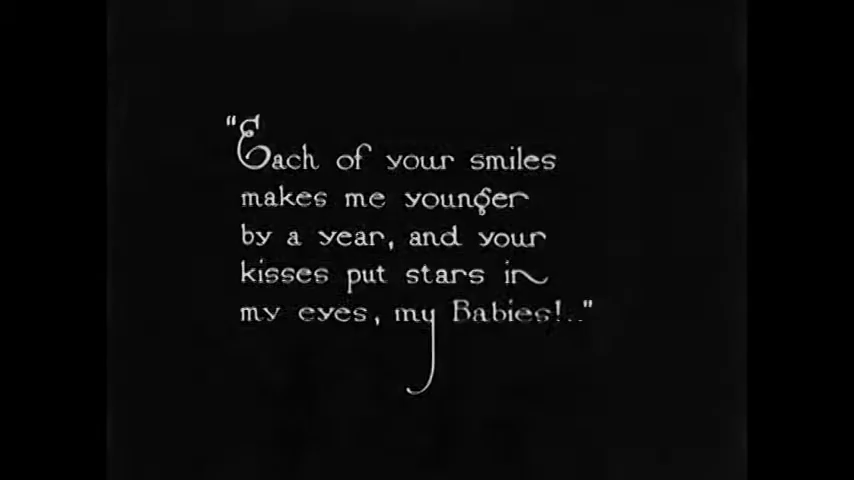 "Each of your smiles
makes me younger
by a year, and your
kisses put stars in
my eyes, my Babies!.."